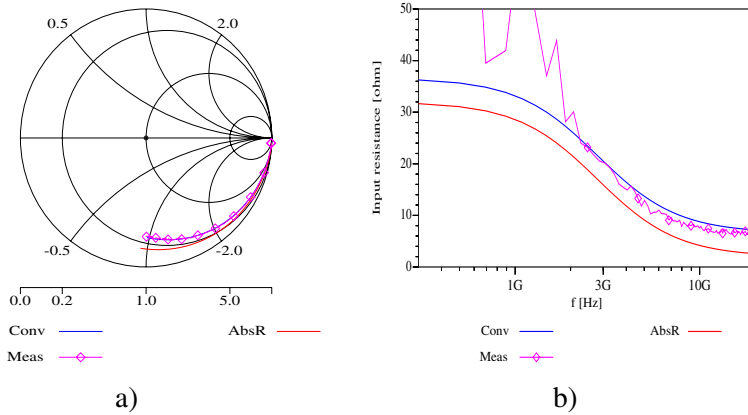 0.5
2.0
-0.5
-2.0
0.0 0.2 1.0 5.0
Conv AbsR
Meas
a)
Input resistance [ohm]
50
40
30
20
10
0
1G 3G 10G
f [Hz]
Conv AbsR
Meas
b)